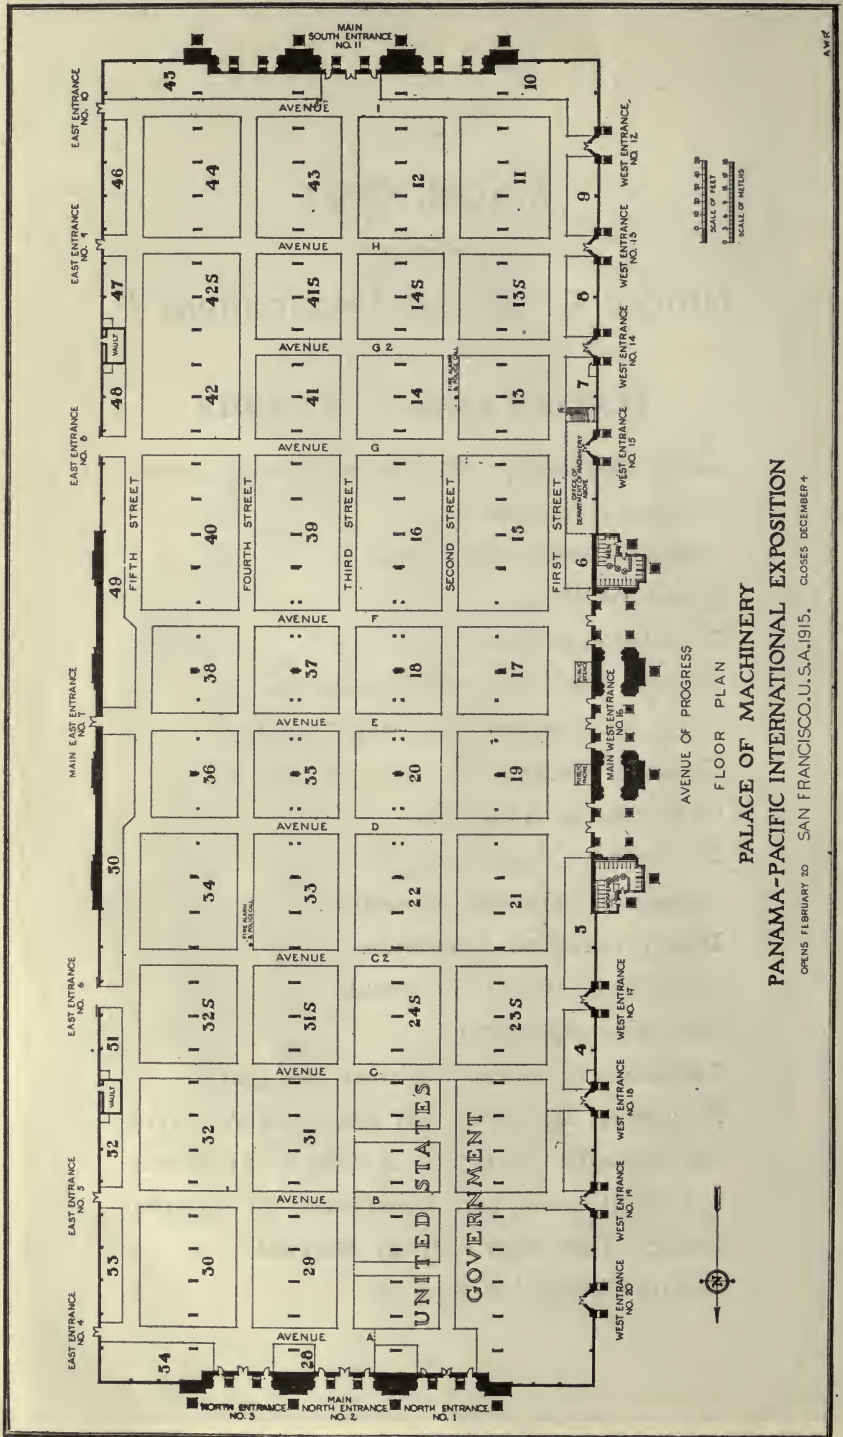 MAIN
SOUTH ENTRANCE
NO. 11
A W R
EAST ENTRANCE
NO. 10
45
10
AVENUE I
WEST ENTRANCE
NO. 12
46
44
43
12
11
9
EAST ENTRANCE
NO. 9
AVENUE H
WEST ENTRANCE
NO. 13
SCALE OF FEET
SCALE OF METERS
47
42S
41S
14S
13S
8
VAULT
AVENUE G 2
WEST ENTRANCE
NO. 14
48
42
41
14
FIRE ALARM
& POLICE CALL
13
7
EAST ENTRANCE
NO. 8
AVENUE G
WEST ENTRANCE
NO. 15
FIFTH STREET
FOURTH STREET
THIRD STREET
SECOND STREET
FIRST STREET
OFFICE OF
DEPARTMENT OF MACHINERY
ABOVE
49
40
39
16
15
6
MEN
AVENUE F
38
37
18
17
MAIN EAST ENTRANCE
NO. 7
AVENUE E
MAIN WEST ENTRANCE
NO. 16
36
35
20
19
PUBLIC
PHONE
AVENUE D
50
34
33
22
21
5
WOMEN
FIRE ALARM
& POLICE CALL
EAST ENTRANCE
NO. 6
AVENUE C 2
WEST ENTRANCE
NO. 17
51
32S
31S
24S
23S
4
VAULT
AVENUE C
WEST ENTRANCE
NO. 18
52
32
31
UNITED STATES
GOVERNMENT
EAST ENTRANCE
NO. 5
AVENUE B
WEST ENTRANCE
NO. 19
53
30
29
EAST ENTRANCE
NO. 4
AVENUE A
WEST ENTRANCE
NO. 20
54
28
NORTH ENTRANCE
NO. 3
MAIN
NORTH ENTRANCE
NO. 2
NORTH ENTRANCE
NO. 1
N
AVENUE OF PROGRESS
FLOOR PLAN
PALACE OF MACHINERY
PANAMA-PACIFIC INTERNATIONAL EXPOSITION
OPENS FEBRUARY 20 SAN FRANCISCO.U.S.A.1915. CLOSES DECEMBER 4